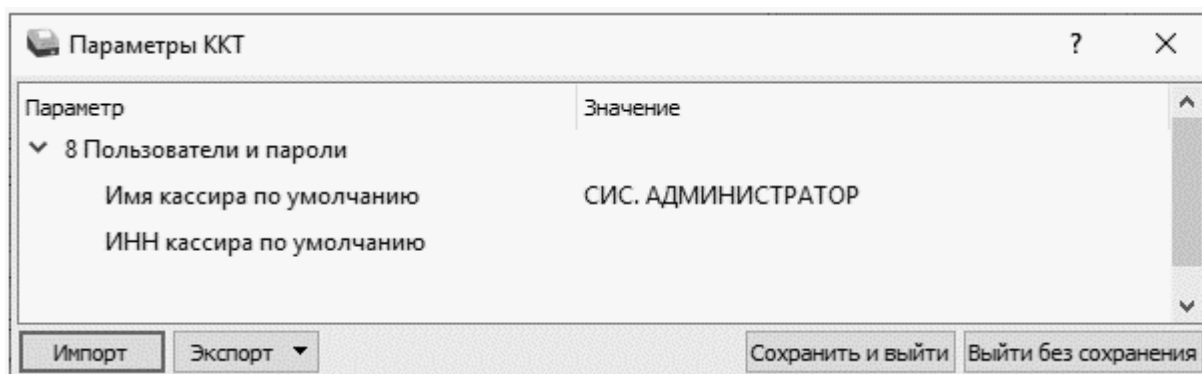 Параметры ККТ ?
Параметр Значение
8 Пользователи и пароли
Имя кассира по умолчанию СИС. АДМИНИСТРАТОР
ИНН кассира по умолчанию
Импорт Экспорт Сохранить и выйти Выйти без сохранения